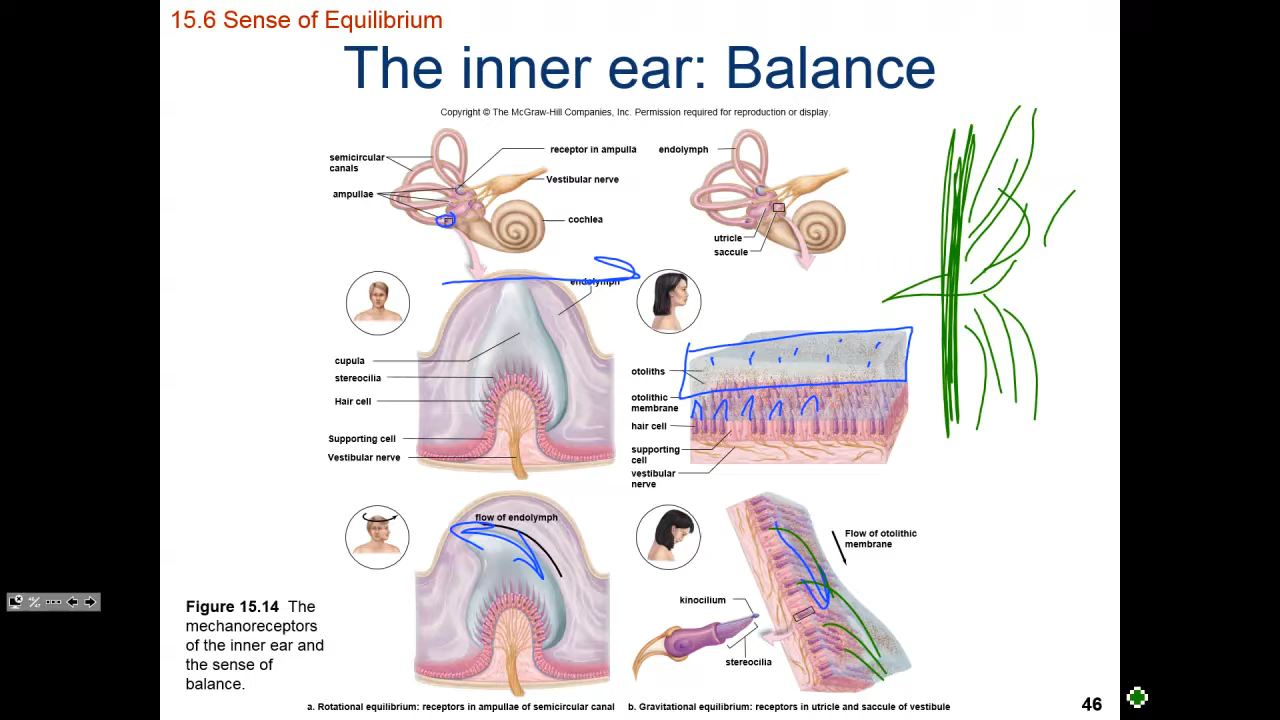 15.6 Sense of Equilibrium
The inner ear: Balance
Copyright © The McGraw-Hill Companies, Inc. Permission required for reproduction or display.
semicircular
canals
ampullae
receptor in ampulla
Vestibular nerve
cochlea
endolymph
utricle
saccule
endolymph
cupula
stereocilia
Hair cell
Supporting cell
Vestibular nerve
otoliths
otolithic
membrane
hair cell
supporting
cell
vestibular
nerve
flow of endolymph
Flow of otolithic
membrane
kinocilium
stereocilia
Figure 15.14 The
mechanoreceptors
of the inner ear and
the sense of
balance.
a. Rotational equilibrium: receptors in ampullae of semicircular canal
b. Gravitational equilibrium: receptors in utricle and saccule of vestibule
46